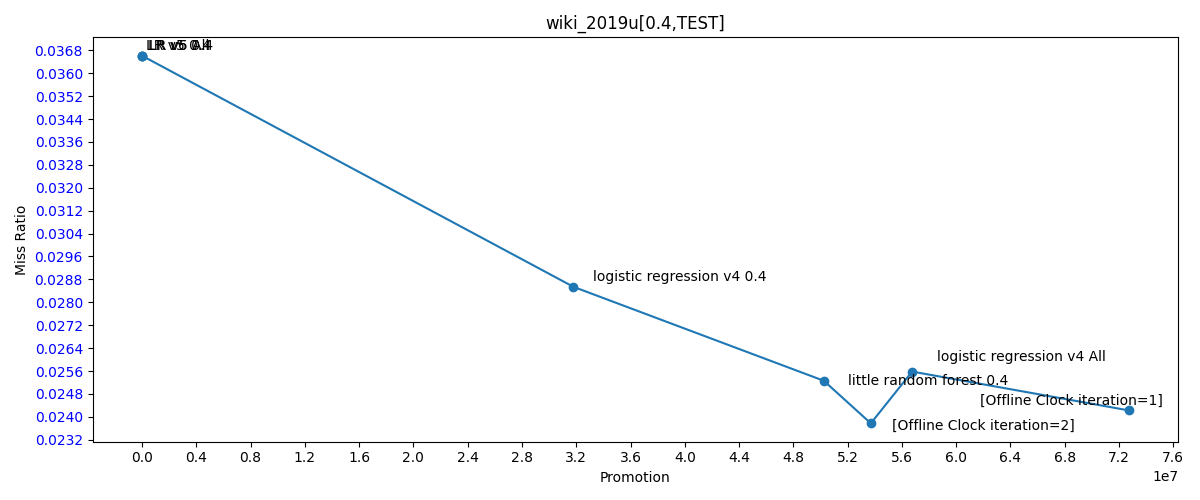 wiki_2019u[0.4,TEST]
0.0368
0.0360
0.0352
0.0344
0.0336
0.0328
0.0320
0.0312
0.0304
0.0296
0.0288
0.0280
0.0272
0.0264
0.0256
0.0248
0.0240
0.0232
Miss Ratio
logistic regression v4 0.4
logistic regression v4 All
little random forest 0.4
[Offline Clock iteration=1]
[Offline Clock iteration=2]
0.0 0.4 0.8 1.2 1.6 2.0 2.4 2.8 3.2 3.6 4.0 4.4 4.8 5.2 5.6 6.0 6.4 6.8 7.2 7.6
1e7
Promotion